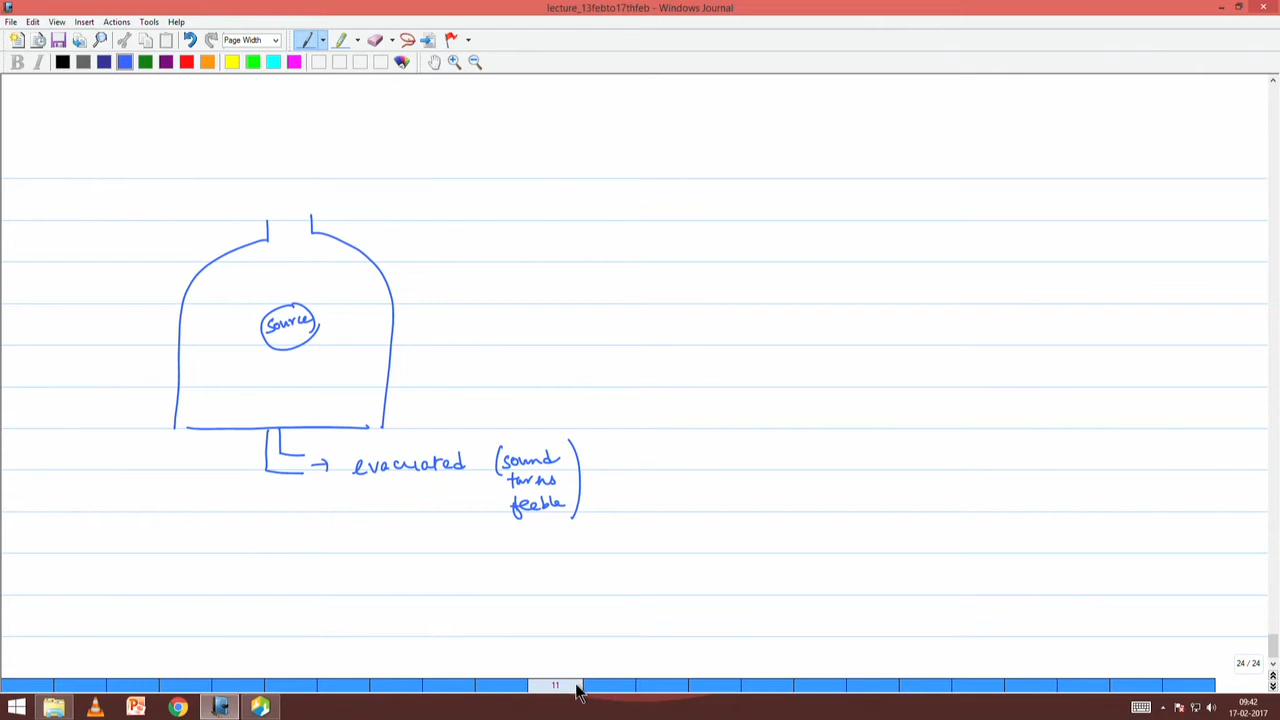 lecture_13febto17thfeb - Windows Journal
File Edit View Insert Actions Tools Help
Page Width
B I
source
→ evacuated (sound
turns
feeble)
24 / 24
11
09:42
17-02-2017